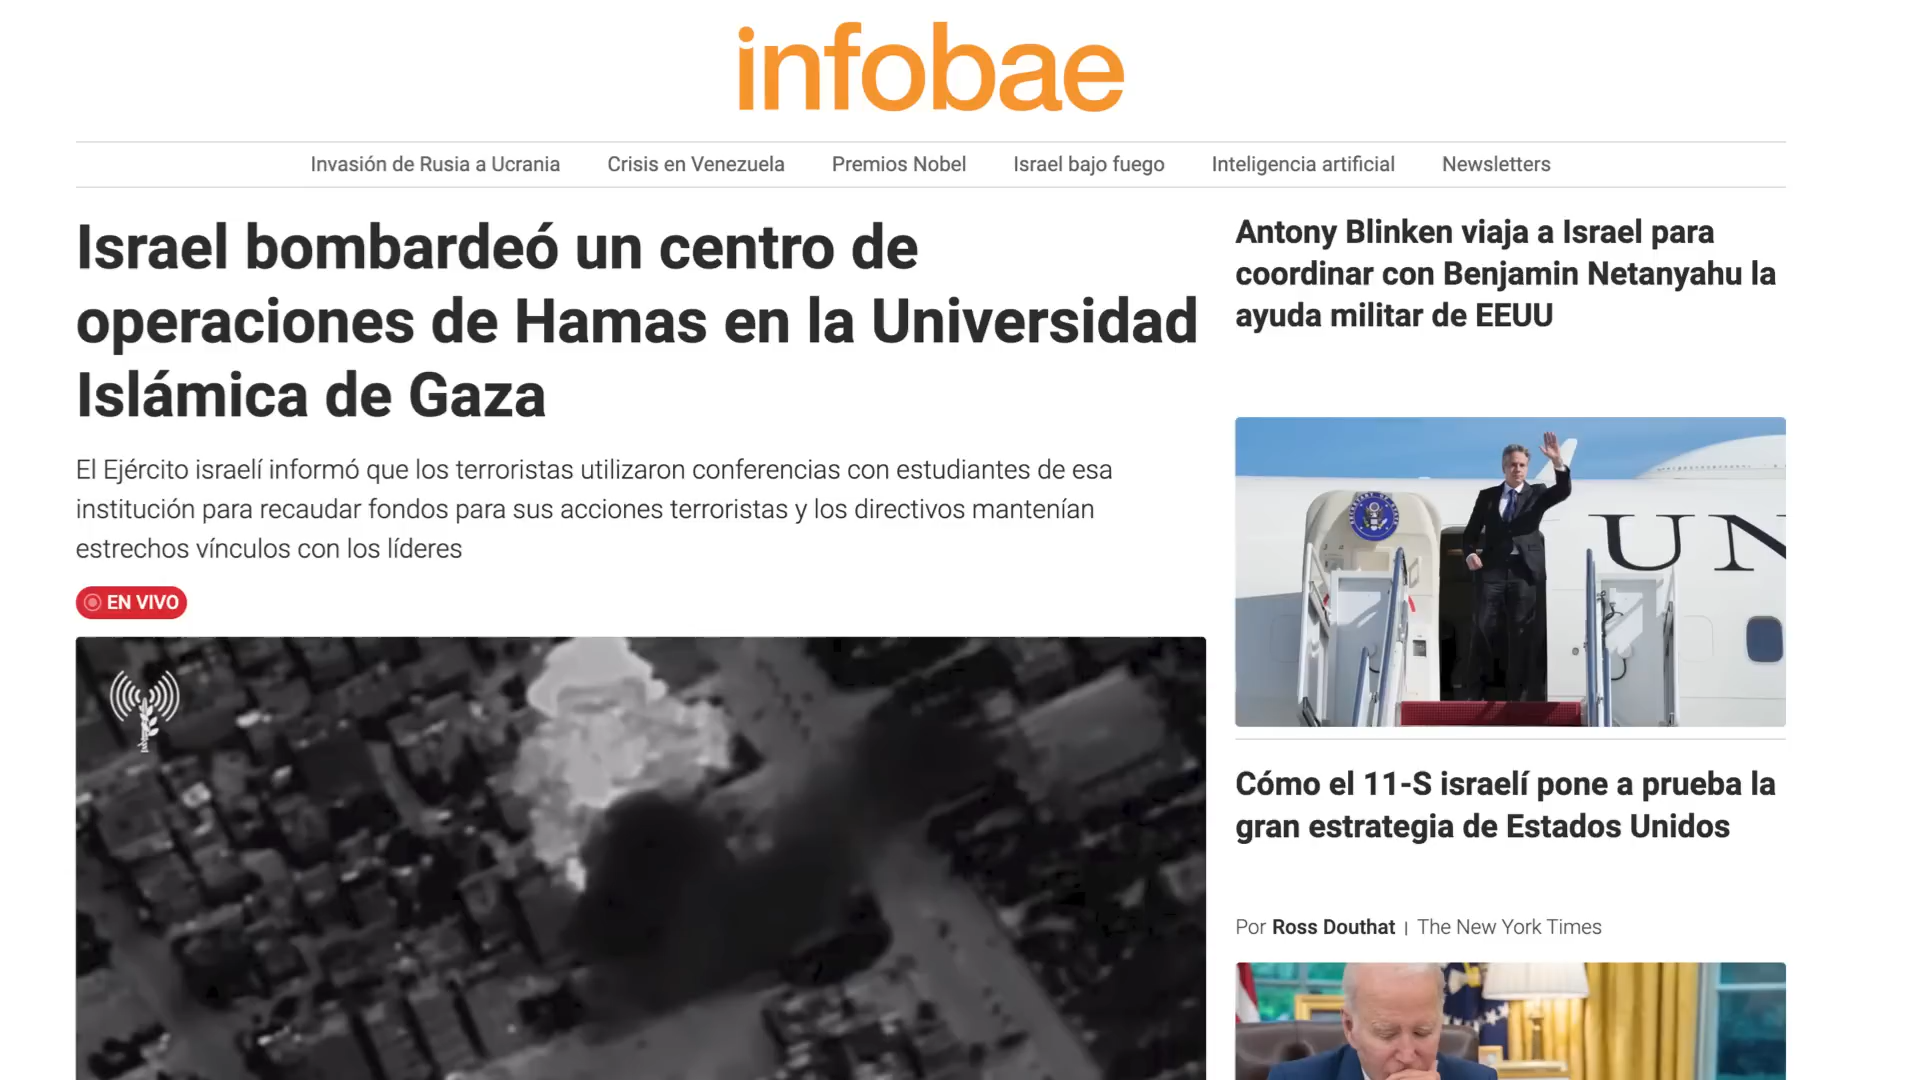 infobae
Invasión de Rusia a Ucrania
Crisis en Venezuela
Premios Nobel
Israel bajo fuego
Inteligencia artificial
Newsletters
Israel bombardeó un centro de
operaciones de Hamas en la Universidad
Islámica de Gaza
El Ejército israelí informó que los terroristas utilizaron conferencias con estudiantes de esa
institución para recaudar fondos para sus acciones terroristas y los directivos mantenían
estrechos vínculos con los líderes
EN VIVO
Antony Blinken viaja a Israel para
coordinar con Benjamin Netanyahu la
ayuda militar de EEUU
UN
Cómo el 11-S israelí pone a prueba la
gran estrategia de Estados Unidos
Por Ross Douthat | The New York Times